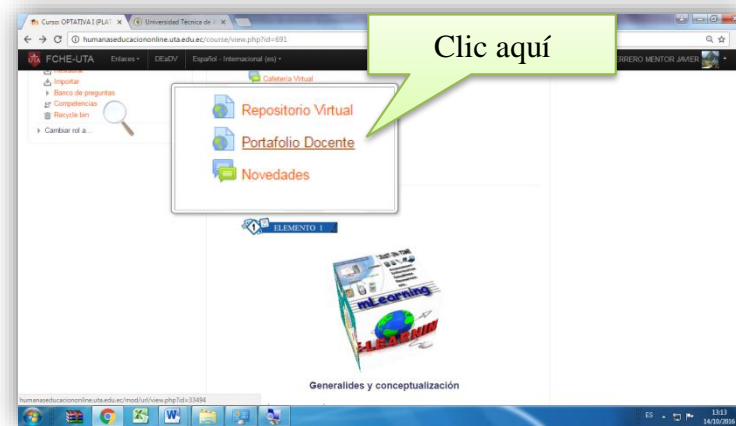 Curso: OPTATIVA I (PLAT
Universidad Técnica de
humanaseducaciononline.uta.edu.ec/course/view.php?id=691
Clic aquí
FCHE-UTA
Enlaces
DEaDV
Español - Internacional (es)
MENTOR JAVIER
Importar
Banco de preguntas
Competencias
Recycle bin
Cambiar rol a...
Cafetería Virtual
Repositorio Virtual
Portafolio Docente
Novedades
1 ELEMENTO 1
mLearning
Generalides y conceptualización
humanaseducaciononline.uta.edu.ec/mod/url/view.php?id=33494
ES
13:13
14/10/2016